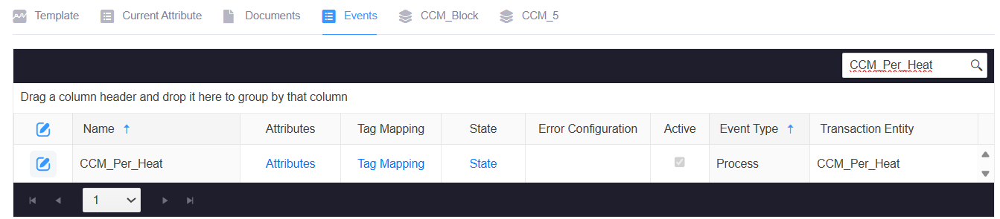 Template Current Attribute Documents Events CCM_Block CCM_5
CCM_Per_Heat
Drag a column header and drop it here to group by that column
Name ↑ Attributes Tag Mapping State Error Configuration Active Event Type ↑ Transaction Entity
CCM_Per_Heat Attributes Tag Mapping State Process CCM_Per_Heat
1